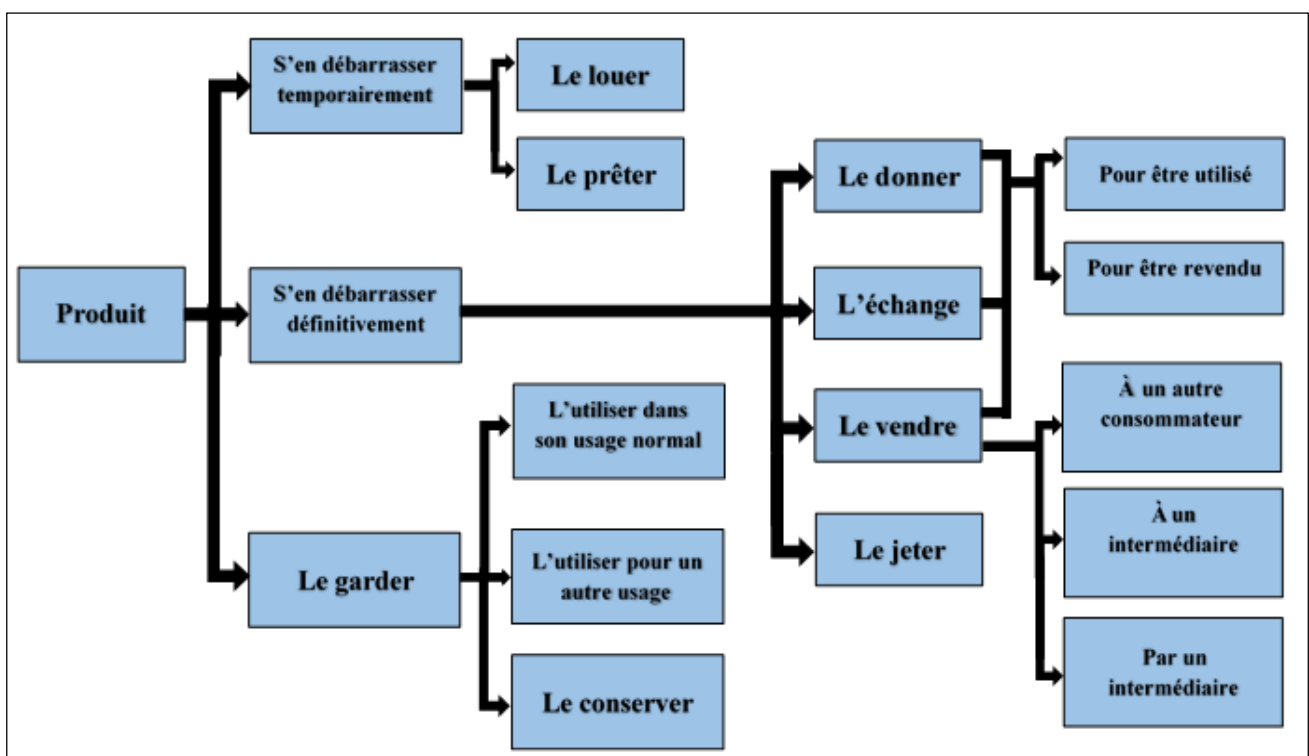 Produit
S'en débarrasser
temporairement
Le louer
Le prêter
S'en débarrasser
définitivement
Le donner
L'échange
Le vendre
Le jeter
Pour être utilisé
Pour être revendu
À un autre
consommateur
À un
intermédiaire
Par un
intermédiaire
Le garder
L'utiliser dans
son usage normal
L'utiliser pour un
autre usage
Le conserver